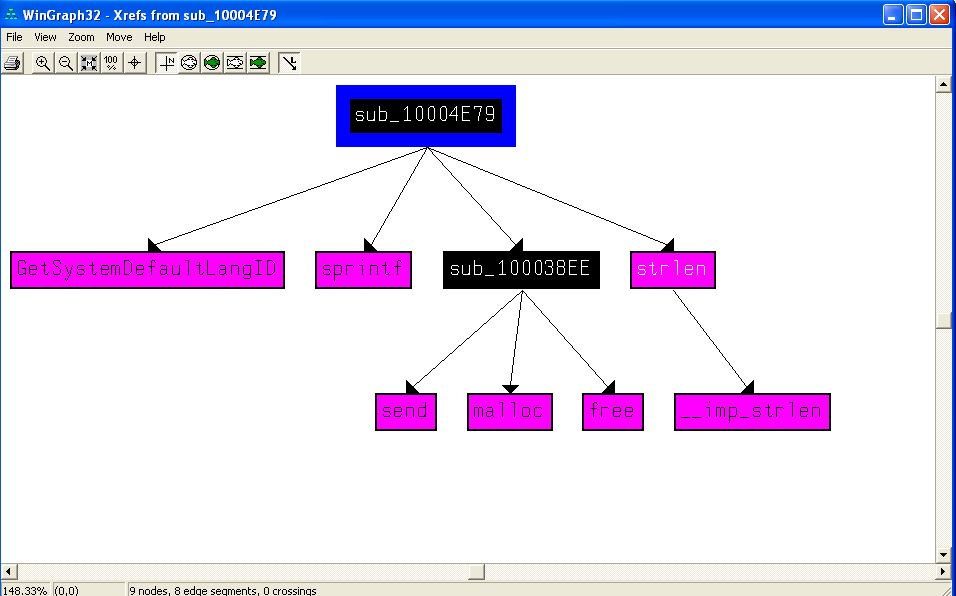 WinGraph32 - Xrefs from sub_10004E79
File View Zoom Move Help
100 %
N
sub_10004E79
GetSystemDefaultLangID sprintf sub_100038EE strlen
send malloc free __imp_strlen
148.33% (0,0) 9 nodes, 8 edge segments, 0 crossings